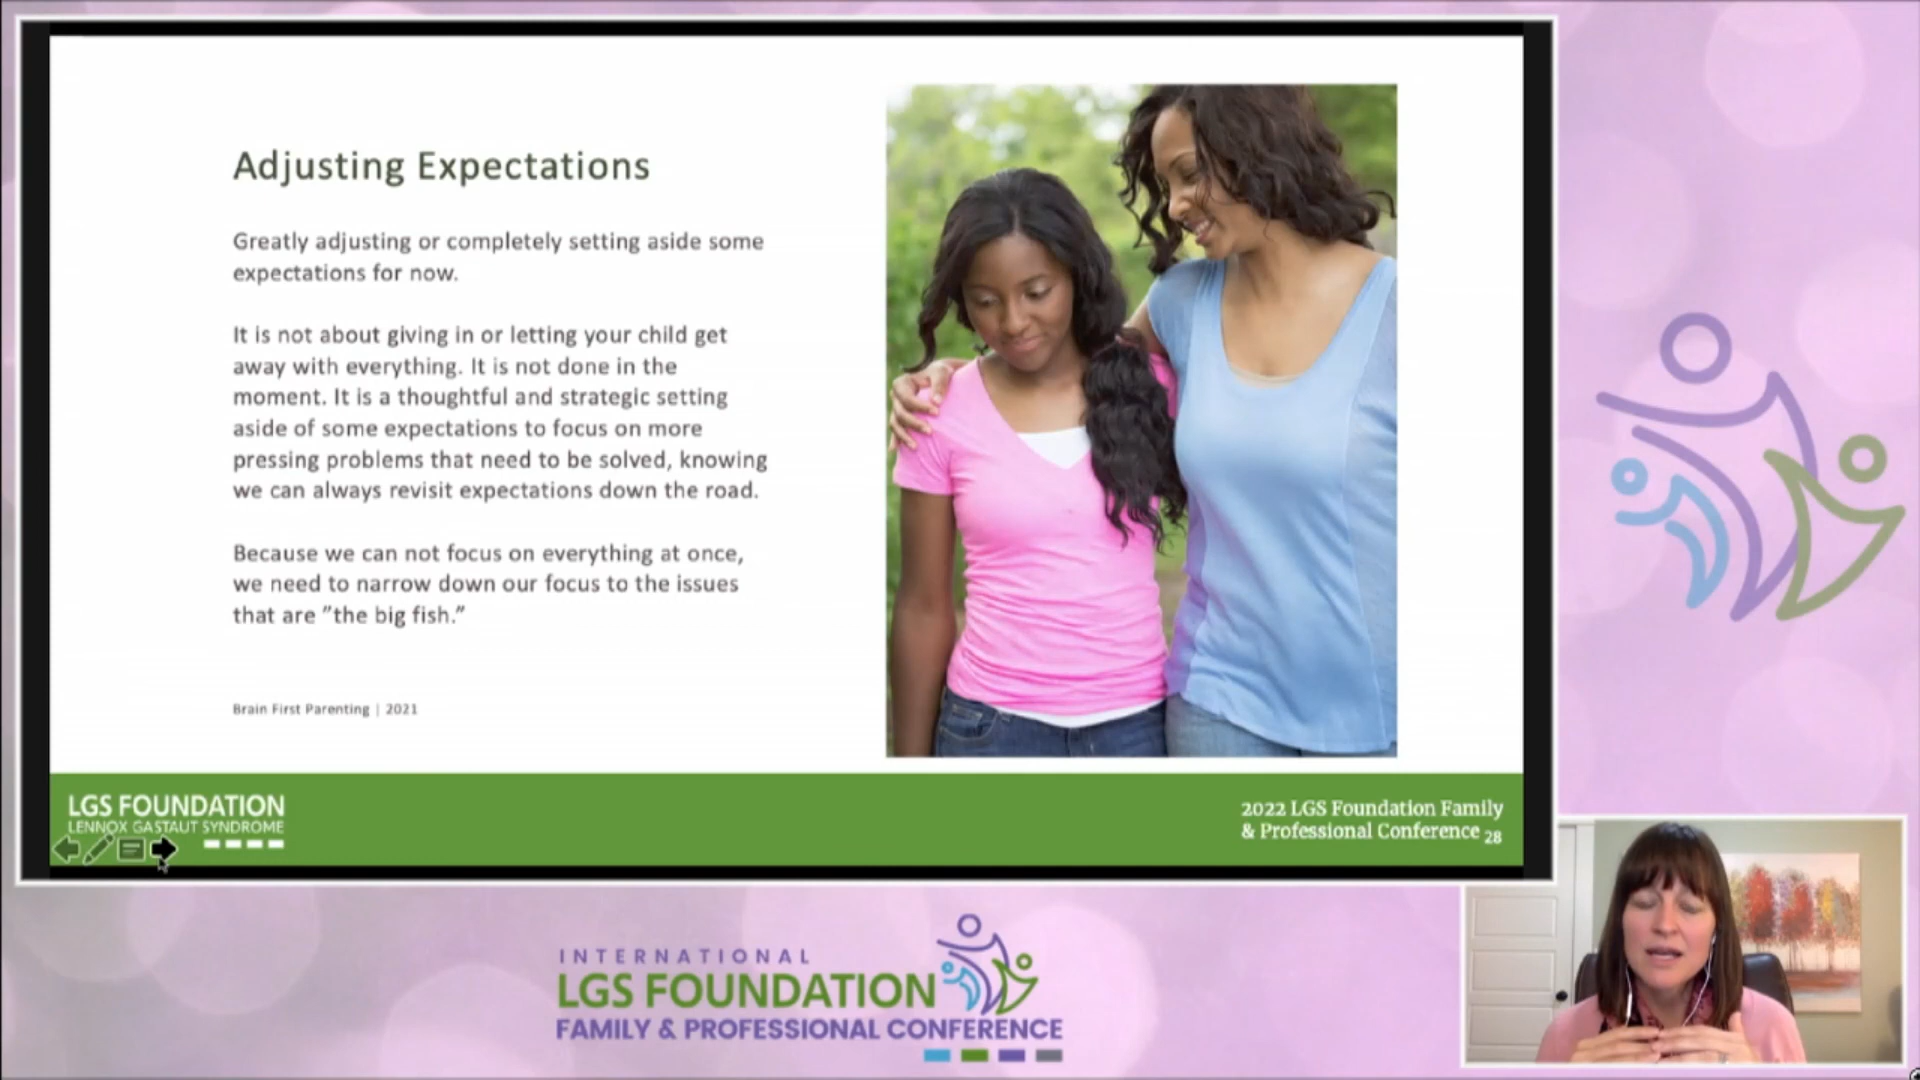 Adjusting Expectations
Greatly adjusting or completely setting aside some
expectations for now.
It is not about giving in or letting your child get
away with everything. It is not done in the
moment. It is a thoughtful and strategic setting
aside of some expectations to focus on more
pressing problems that need to be solved, knowing
we can always revisit expectations down the road.
Because we can not focus on everything at once,
we need to narrow down our focus to the issues
that are ”the big fish.”
Brain First Parenting | 2021
LGS FOUNDATION
LENNOX GASTAUT SYNDROME
2022 LGS Foundation Family
& Professional Conference 28
INTERNATIONAL
LGS FOUNDATION
FAMILY & PROFESSIONAL CONFERENCE